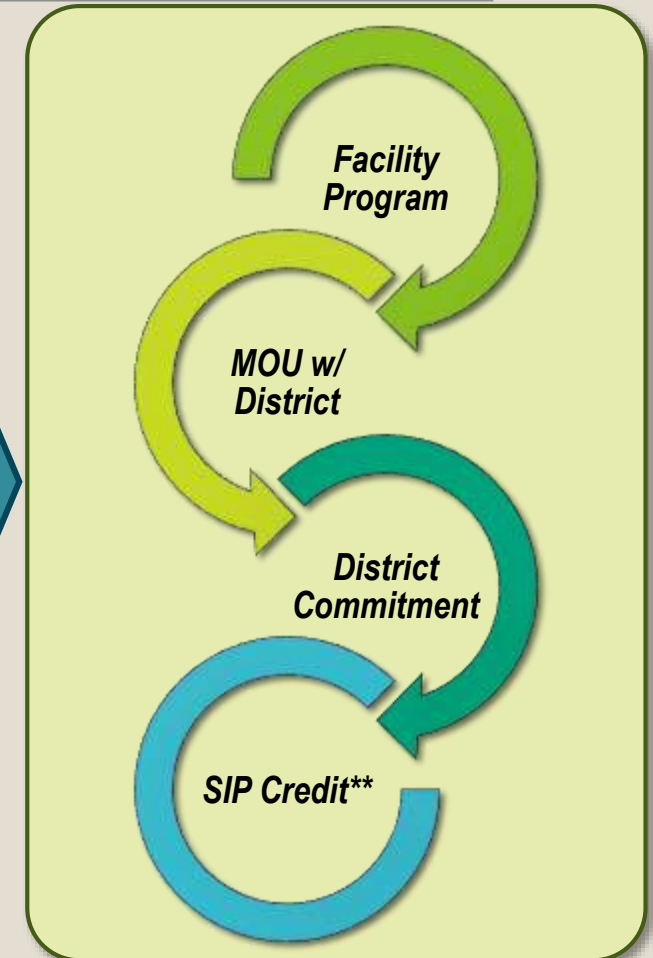 Facility
Program
MOU w/
District
District
Commitment
SIP Credit**